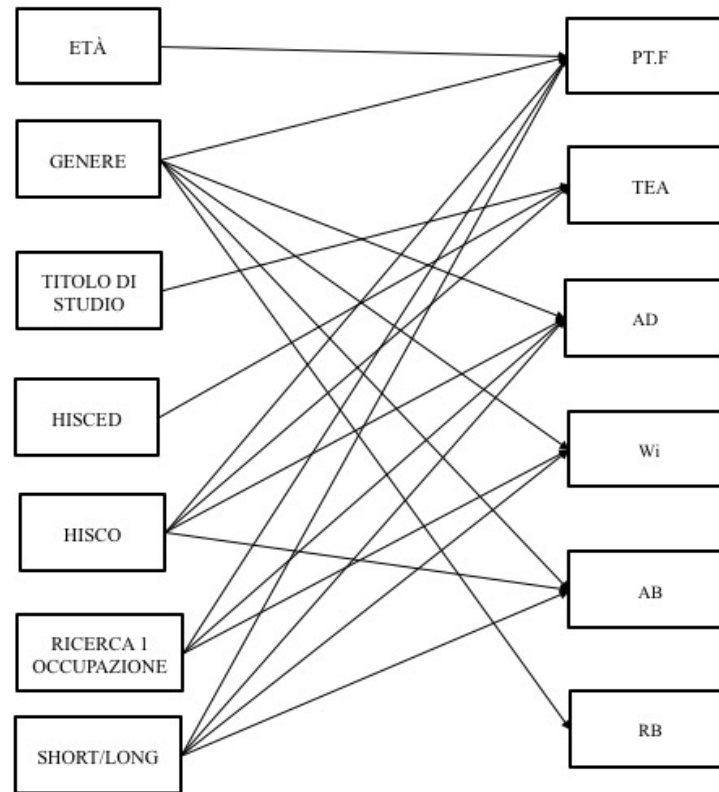 ETÀ
GENERE
TITOLO DI
STUDIO
HISCED
HISCO
RICERCA 1
OCCUPAZIONE
SHORT/LONG
PT.F
TEA
AD
Wi
AB
RB